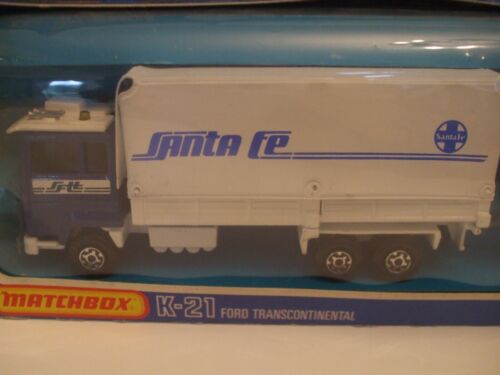 Santa Fe
Santa Fe
MATCHBOX K-21 FORD TRANSCONTINENTAL